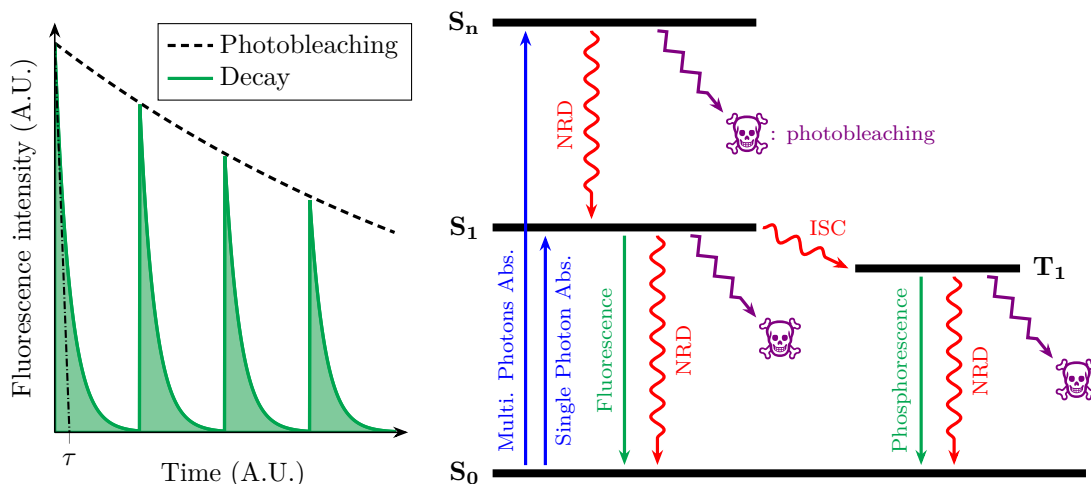 Photobleaching
Decay
Fluorescence intensity (A.U.)
τ
Time (A.U.)
Sn
NRD
: photobleaching
S1
ISC
T1
Multi. Photons Abs.
Single Photon Abs.
Fluorescence
NRD
Phosphorescence
NRD
S0